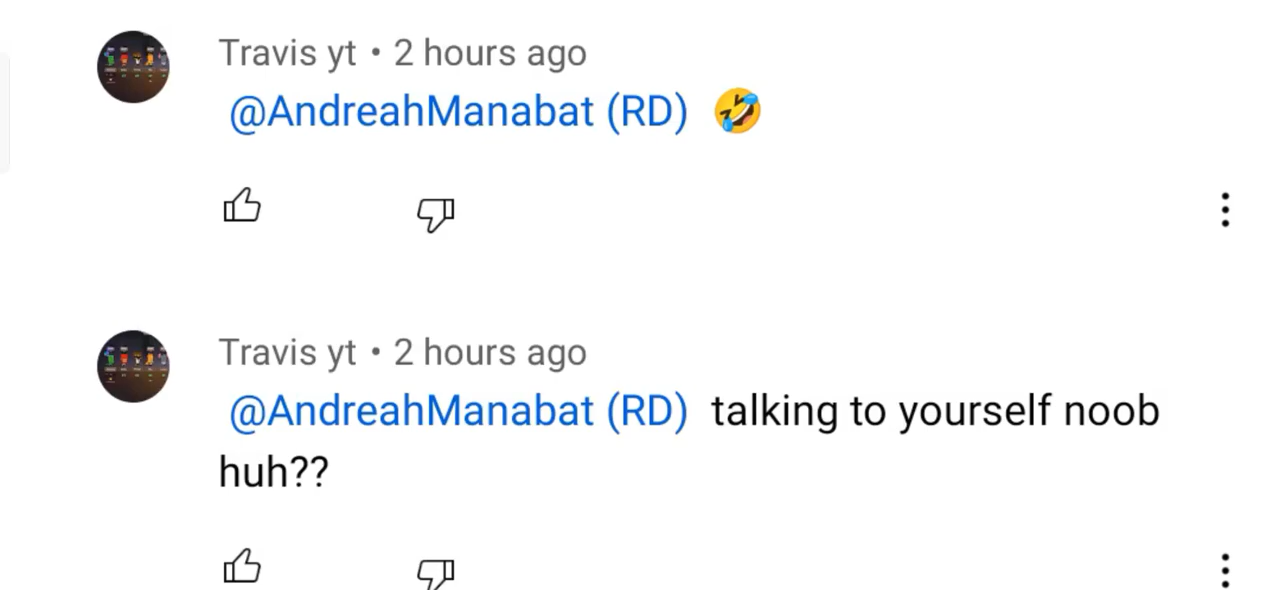 Travis yt • 2 hours ago
@AndreahManabat (RD) 🤣
Travis yt • 2 hours ago
@AndreahManabat (RD) talking to yourself noob
huh??